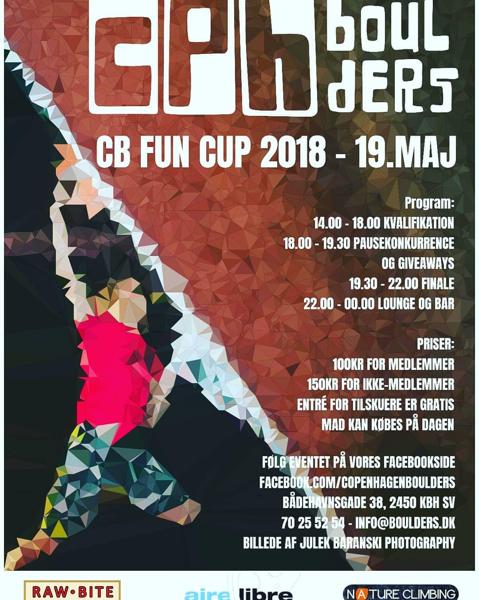 cph boul
ders
CB FUN CUP 2018 - 19.MAJ
Program:
14.00 - 18.00 KVALIFIKATION
18.00 - 19.30 PAUSEKONKURRENCE
OG GIVEAWAYS
19.30 - 22.00 FINALE
22.00 - 00.00 LOUNGE OG BAR
PRISER:
100KR FOR MEDLEMMER
150KR FOR IKKE-MEDLEMMER
ENTRÉ FOR TILSKUERE ER GRATIS
MAD KAN KØBES PÅ DAGEN
FØLG EVENTET PÅ VORES FACEBOOKSIDE
FACEBOOK.COM/COPENHAGENBOULDERS
BÅDEHAVNSGADE 38, 2450 KBH SV
70 25 52 54 - INFO@BOULDERS.DK
BILLEDE AF JULEK BARANSKI PHOTOGRAPHY
RAW•BITE aire libre NATURE CLIMBING